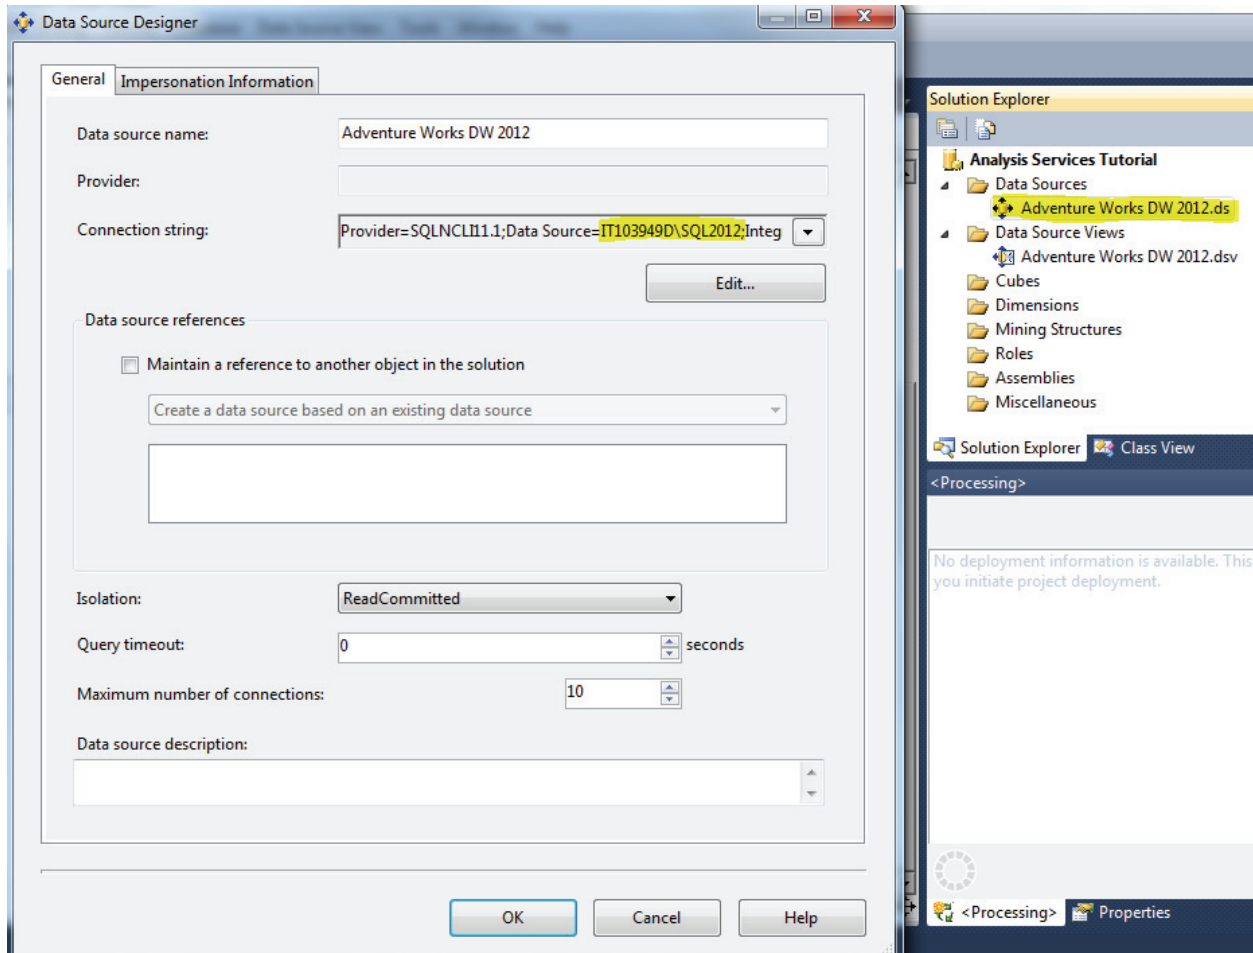 Data Source Designer
General
Impersonation Information
Data source name:
Adventure Works DW 2012
Provider:
Connection string:
Provider=SQLNCLI11.1;Data Source=IT103949D\SQL2012;Integ
Edit...
Data source references
Maintain a reference to another object in the solution
Create a data source based on an existing data source
Isolation:
ReadCommitted
Query timeout:
0
seconds
Maximum number of connections:
10
Data source description:
OK
Cancel
Help
Solution Explorer
Analysis Services Tutorial
Data Sources
Adventure Works DW 2012.ds
Data Source Views
Adventure Works DW 2012.dsv
Cubes
Dimensions
Mining Structures
Roles
Assemblies
Miscellaneous
Solution Explorer
Class View
<Processing>
No deployment information is available. This
you initiate project deployment.
<Processing>
Properties